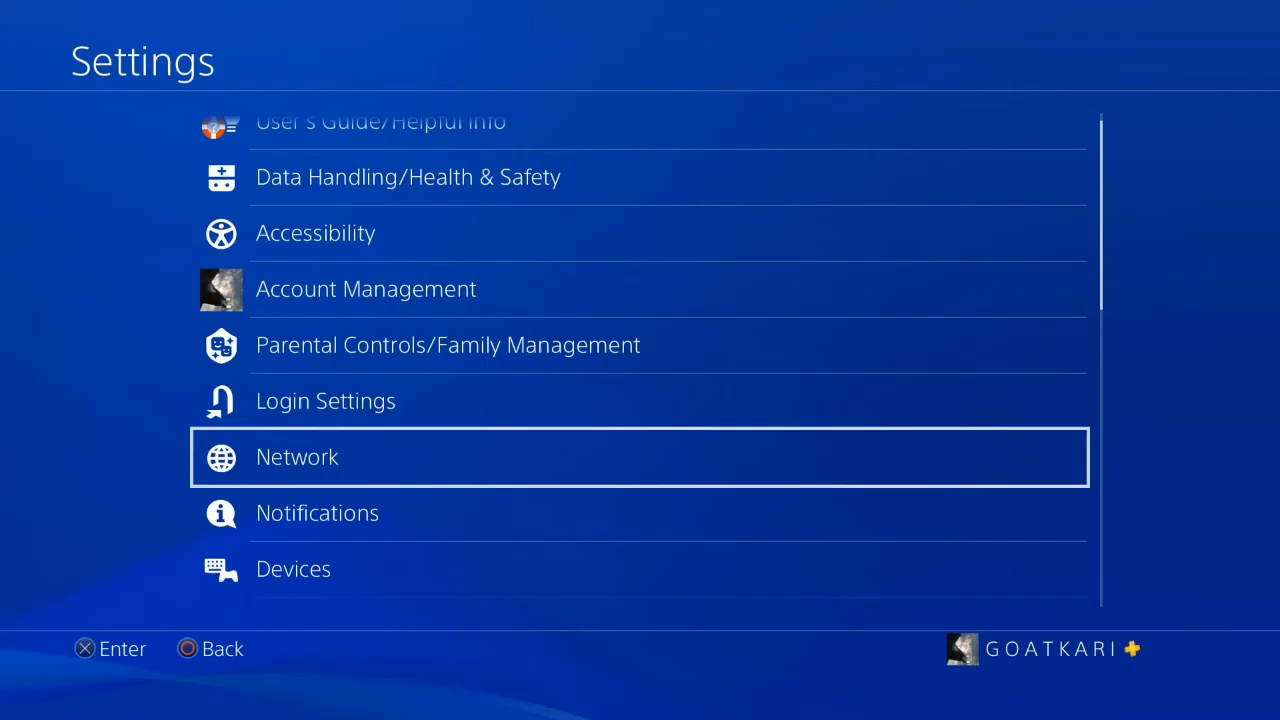 Settings
User's Guide/Helpful Info
Data Handling/Health & Safety
Accessibility
Account Management
Parental Controls/Family Management
Login Settings
Network
Notifications
Devices
Enter Back GOATKARI